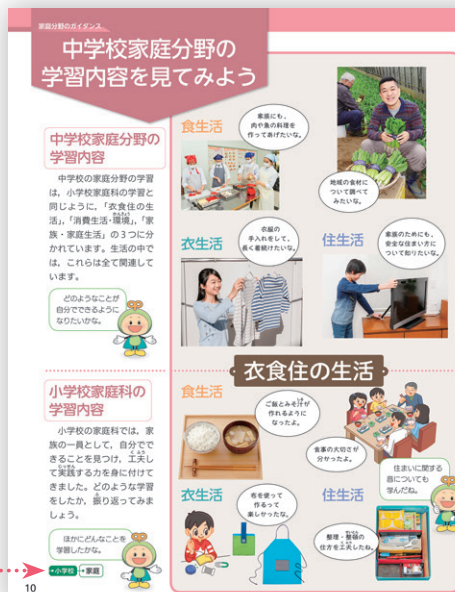 家庭分野のガイダンス
中学校家庭分野の
学習内容を見てみよう
中学校家庭分野の
学習内容
中学校の家庭分野の学習
は，小学校家庭科の学習と
同じように，「衣食住の生
活」，「消費生活・環境」，「家
族・家庭生活」の３つに分
かれています。生活の中で
は，これらは全て関連して
います。
どのようなことが
自分でできるように
なりたいかな。
食生活
家族にも，
肉や魚の料理を
作ってあげたいな。
地域の食材に
ついて調べて
みたいな。
衣生活
衣服の
手入れをして，
長く着続けたいな。
住生活
家族のためにも，
安全な住まい方に
ついて知りたいな。
衣食住の生活
小学校家庭科の
学習内容
小学校の家庭科では，家
族の一員として，自分でで
きることを見つけ，工夫し
て実践する力を身に付けて
きました。どのような学習
をしたか，振り返ってみま
しょう。
ほかにどんなことを
学習したかな。
小学校 家庭
食生活
ご飯とみそ汁が
作れるように
なったよ。
食事の大切さが
分かったよ。
衣生活
布を使って
作るって
楽しかったな。
住生活
住まいに関する
音についても
学んだね。
整理・整頓の
仕方を工夫したね。
10